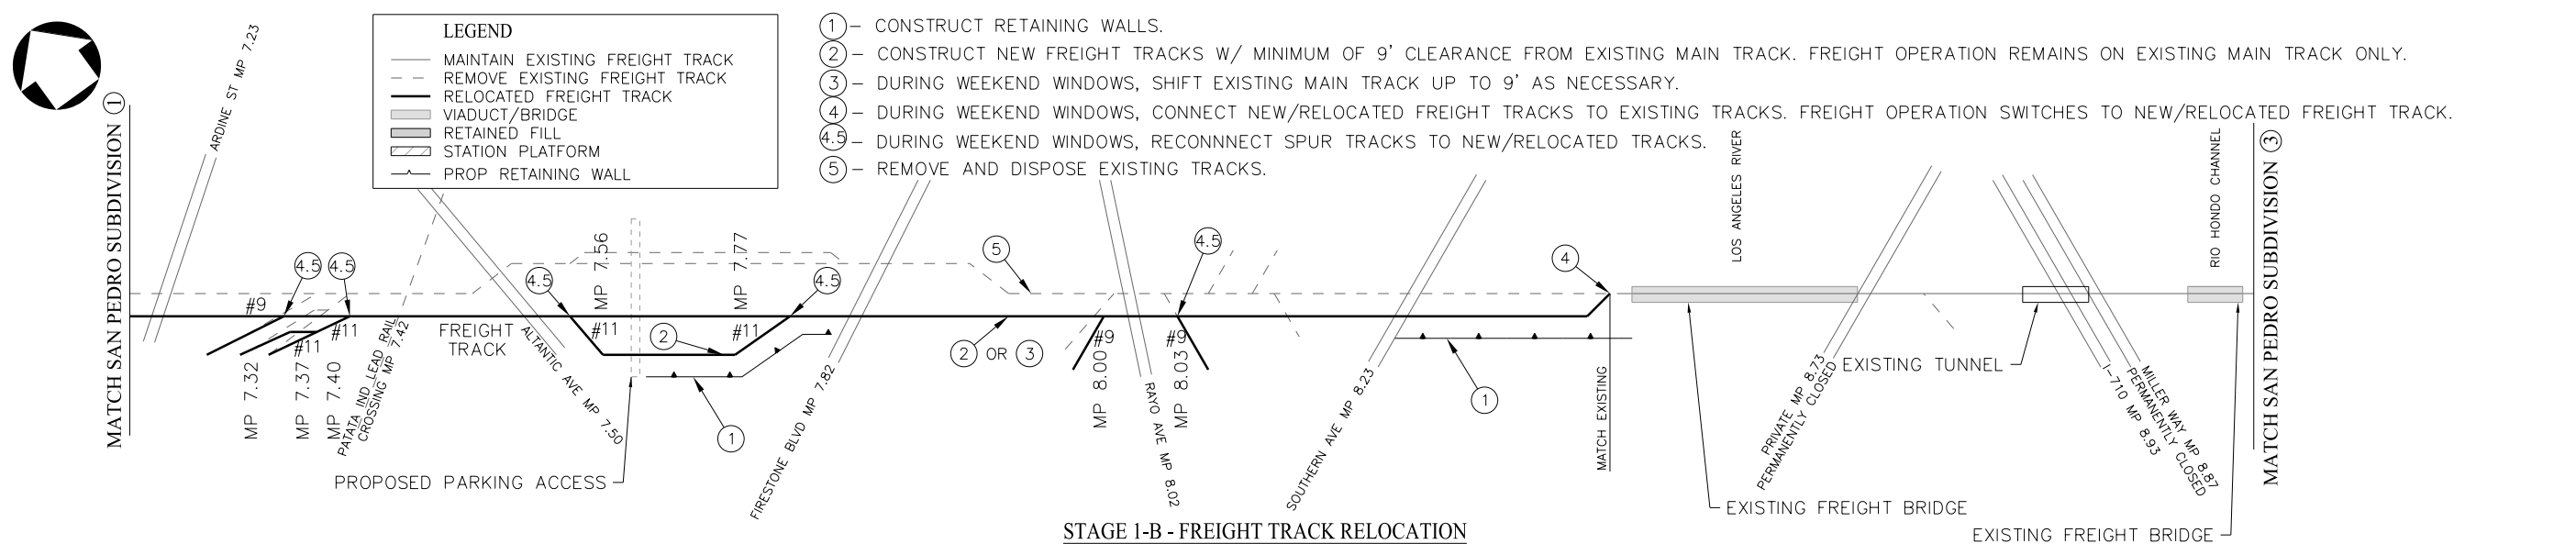 LEGEND
MAINTAIN EXISTING FREIGHT TRACK
REMOVE EXISTING FREIGHT TRACK
RELOCATED FREIGHT TRACK
VIADUCT/BRIDGE
RETAINED FILL
STATION PLATFORM
PROP RETAINING WALL
1 – CONSTRUCT RETAINING WALLS.
2 – CONSTRUCT NEW FREIGHT TRACKS W/ MINIMUM OF 9' CLEARANCE FROM EXISTING MAIN TRACK. FREIGHT OPERATION REMAINS ON EXISTING MAIN TRACK ONLY.
3 – DURING WEEKEND WINDOWS, SHIFT EXISTING MAIN TRACK UP TO 9' AS NECESSARY.
4 – DURING WEEKEND WINDOWS, CONNECT NEW/RELOCATED FREIGHT TRACKS TO EXISTING TRACKS. FREIGHT OPERATION SWITCHES TO NEW/RELOCATED FREIGHT TRACK.
4.5 – DURING WEEKEND WINDOWS, RECONNNECT SPUR TRACKS TO NEW/RELOCATED TRACKS.
5 – REMOVE AND DISPOSE EXISTING TRACKS.
MATCH SAN PEDRO SUBDIVISION 1
ARDINE ST MP 7.23
#9
4.5
4.5
#11
#11
MP 7.32
MP 7.37
MP 7.40
PATATA IND LEAD RAIL
CROSSING MP 7.42
FREIGHT
TRACK
ALTANTIC AVE MP 7.50
4.5
MP 7.56
#11
2
MP 7.77
#11
4.5
1
PROPOSED PARKING ACCESS
FIRESTONE BLVD MP 7.82
5
2 OR 3
MP 8.00
#9
RAYO AVE MP 8.02
MP 8.03
#9
4.5
SOUTHERN AVE MP 8.23
1
4
MATCH EXISTING
LOS ANGELES RIVER
EXISTING FREIGHT BRIDGE
PRIVATE MP 8.73
PERMANENTLY CLOSED
EXISTING TUNNEL
MILLER WAY MP 8.87
PERMANENTLY CLOSED
I-710 MP 8.93
RIO HONDO CHANNEL
EXISTING FREIGHT BRIDGE
MATCH SAN PEDRO SUBDIVISION 3
STAGE 1-B - FREIGHT TRACK RELOCATION